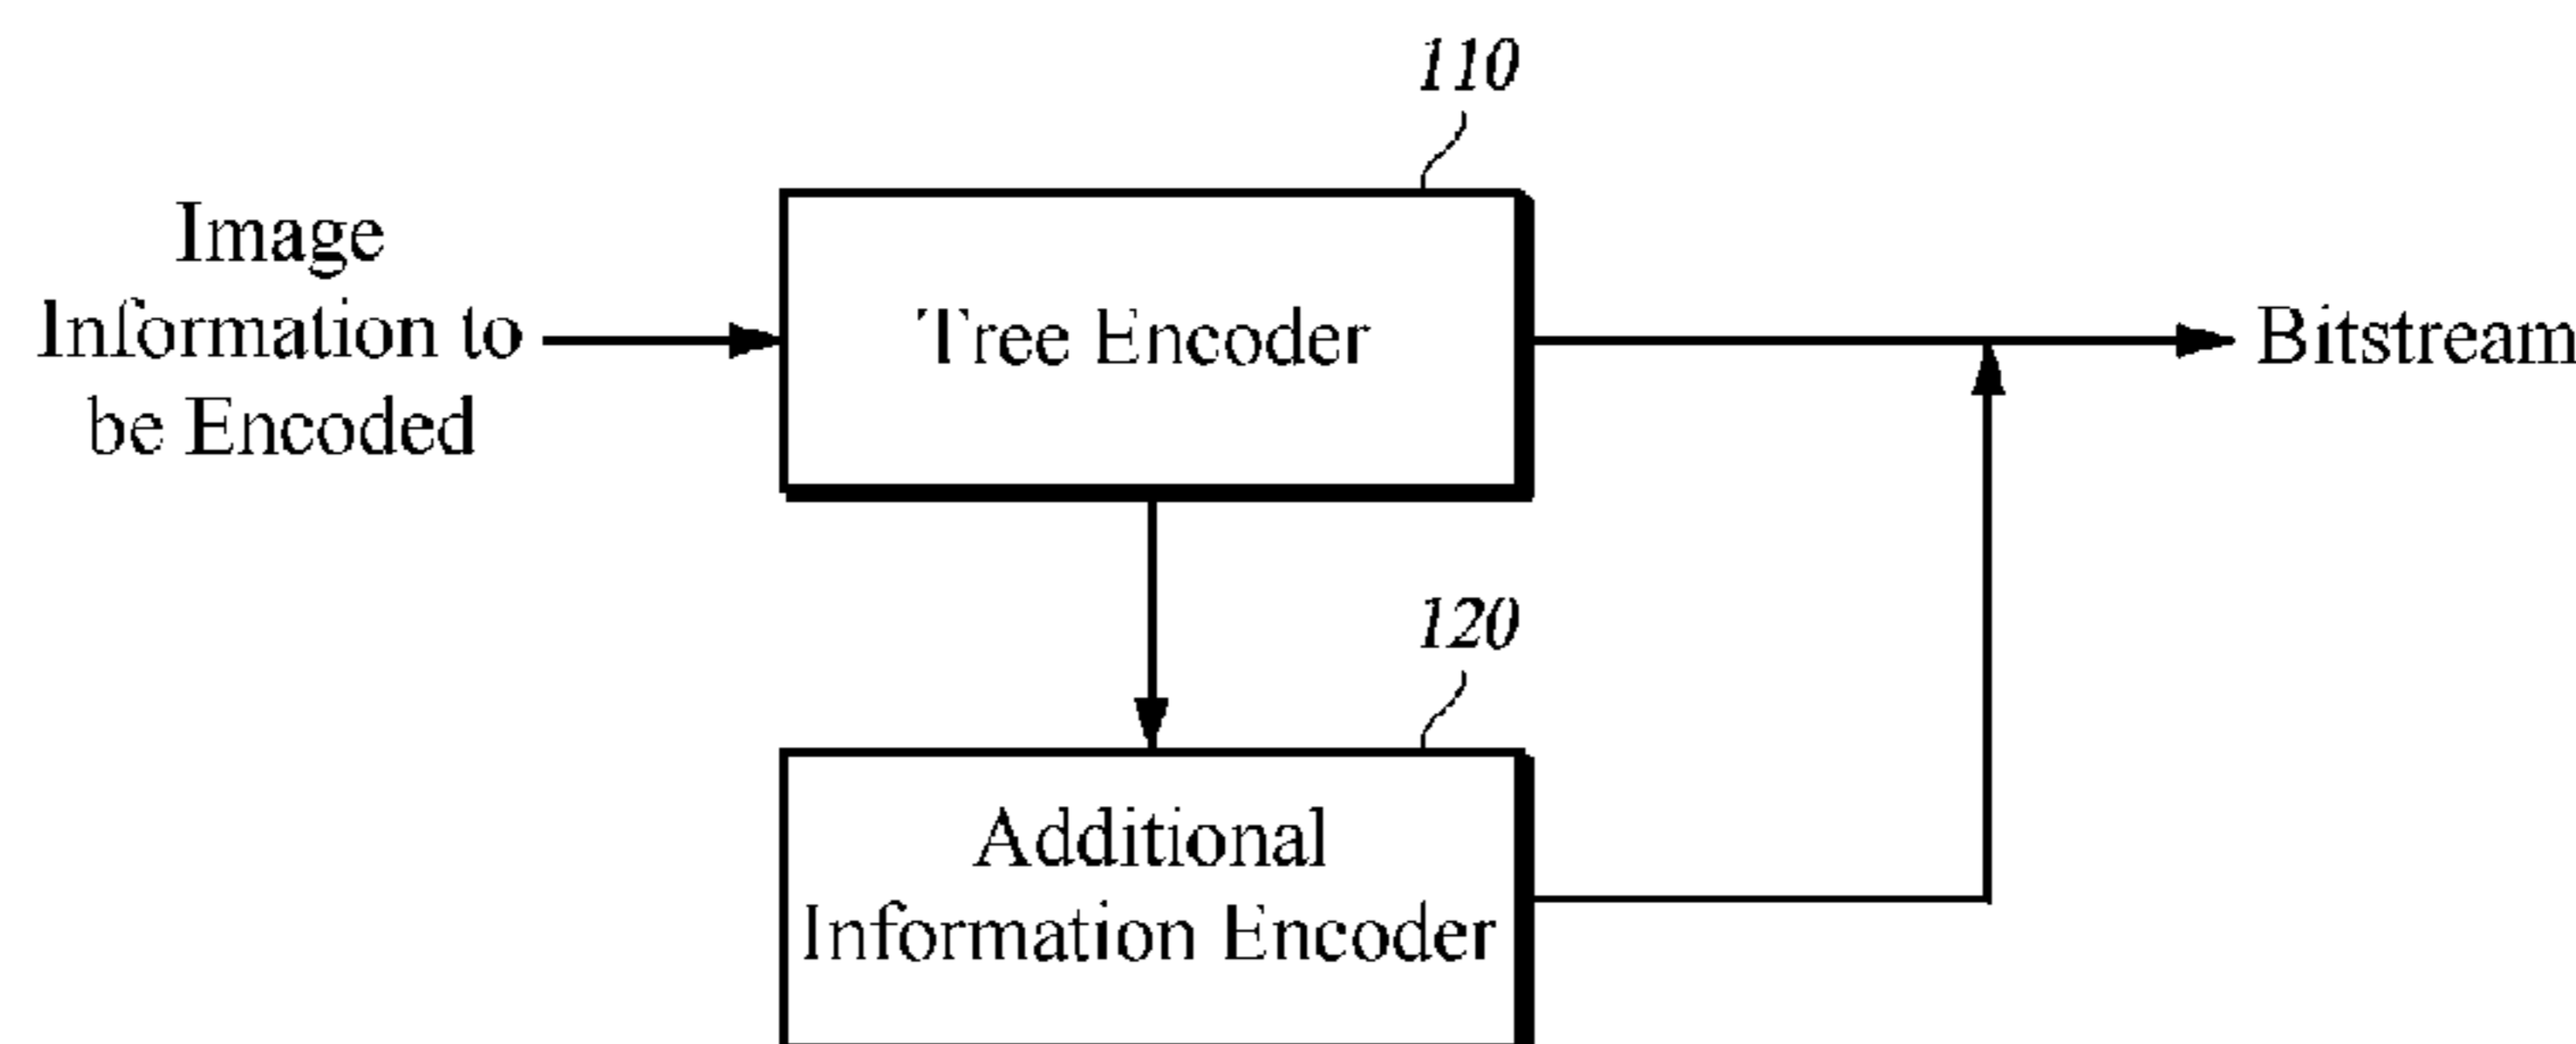 110
Image
Information to
be Encoded
Tree Encoder
Bitstream
120
Additional
Information Encoder